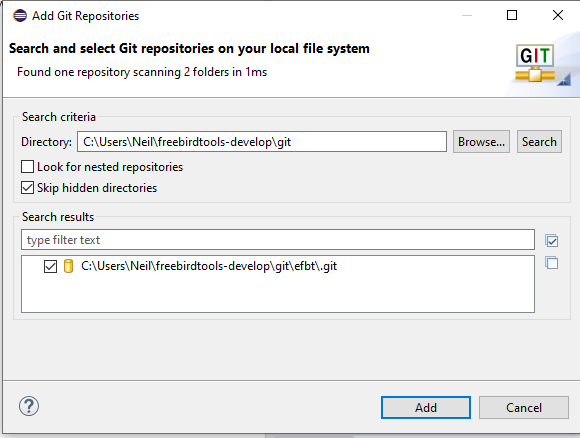 Add Git Repositories
Search and select Git repositories on your local file system
Found one repository scanning 2 folders in 1ms
GIT
Search criteria
Directory: C:\Users\Neil\freebirdtools-develop\git Browse... Search
Look for nested repositories
Skip hidden directories
Search results
type filter text
C:\Users\Neil\freebirdtools-develop\git\efbt\.git
? Add Cancel